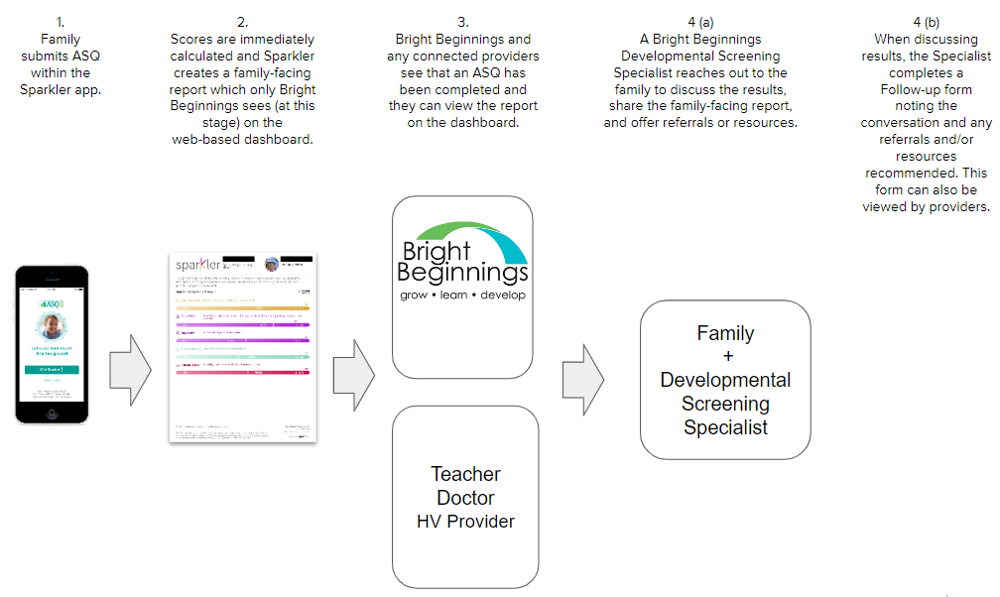 1.
Family
submits ASQ
within the
Sparkler app.
2.
Scores are immediately
calculated and Sparkler
creates a family-facing
report which only Bright
Beginnings sees (at this
stage) on the
web-based dashboard.
3.
Bright Beginnings and
any connected providers
see that an ASQ has
been completed and
they can view the report
on the dashboard.
4 (a)
A Bright Beginnings
Developmental Screening
Specialist reaches out to the
family to discuss the results,
share the family-facing report,
and offer referrals or resources.
4 (b)
When discussing
results, the Specialist
completes a
Follow-up form
noting the
conversation and any
referrals and/or
resources
recommended. This
form can also be
viewed by providers.
ASQ
Get Started
sparkler
Bright
Beginnings
grow • learn • develop
Teacher
Doctor
HV Provider
Family
+
Developmental
Screening
Specialist